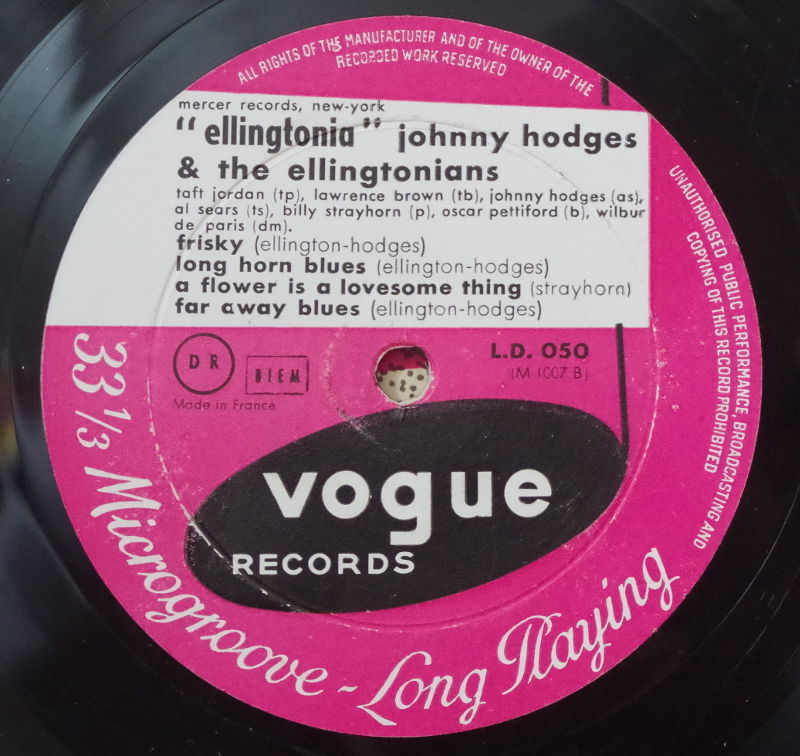 ALL RIGHTS OF THE MANUFACTURER AND OF THE OWNER OF THE
RECORDED WORK RESERVED
mercer records, new-york
"ellingtonia" johnny hodges
& the ellingtonians
taft jordan (tp), lawrence brown (tb), johnny hodges (as),
al sears (ts), billy strayhorn (p), oscar pettiford (b), wilbur
de paris (dm).
frisky (ellington-hodges)
long horn blues (ellington-hodges)
a flower is a lovesome thing (strayhorn)
far away blues (ellington-hodges)
DR
BIEM
Made in France
L.D. 050
(M 1007 B)
vogue
RECORDS
33 1/3 Microgroove - Long Playing
UNAUTHORISED PUBLIC PERFORMANCE, BROADCASTING AND
COPYING OF THIS RECORD PROHIBITED